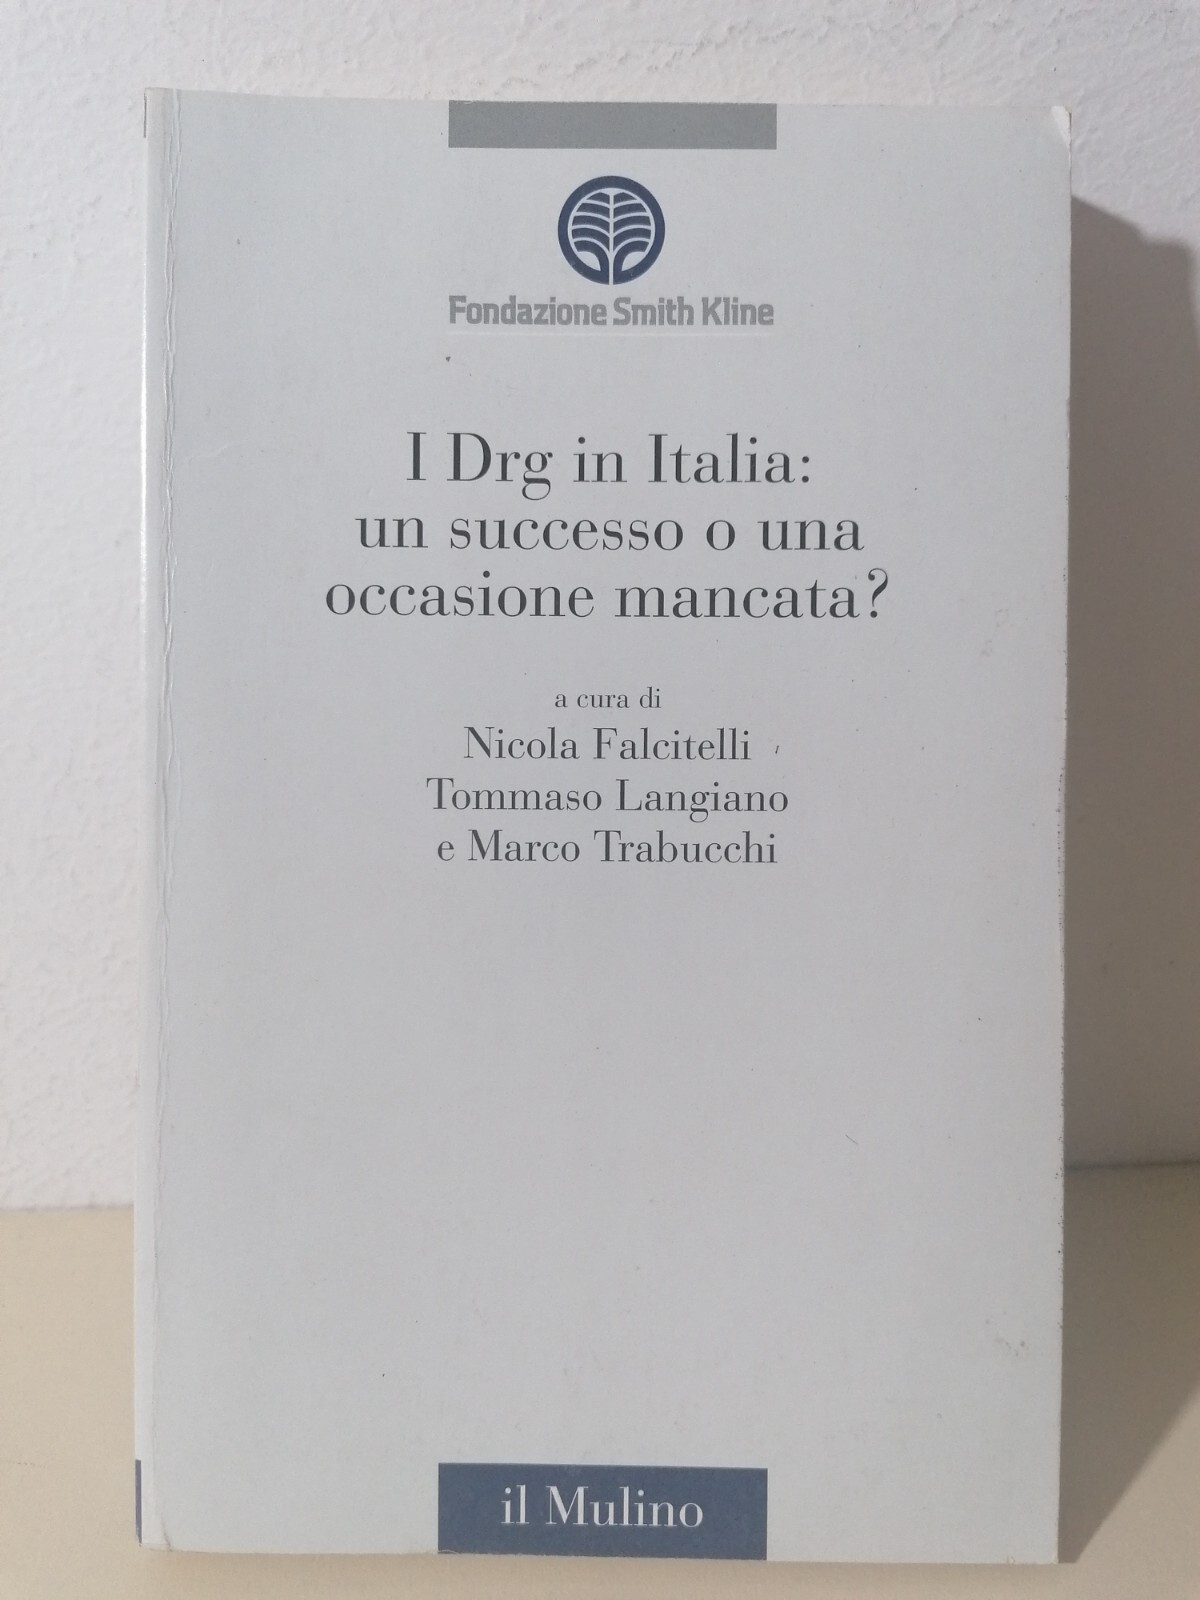 Fondazione Smith Kline
I Drg in Italia:
un successo o una
occasione mancata?
a cura di
Nicola Falcitelli
Tommaso Langiano
e Marco Trabucchi
il Mulino